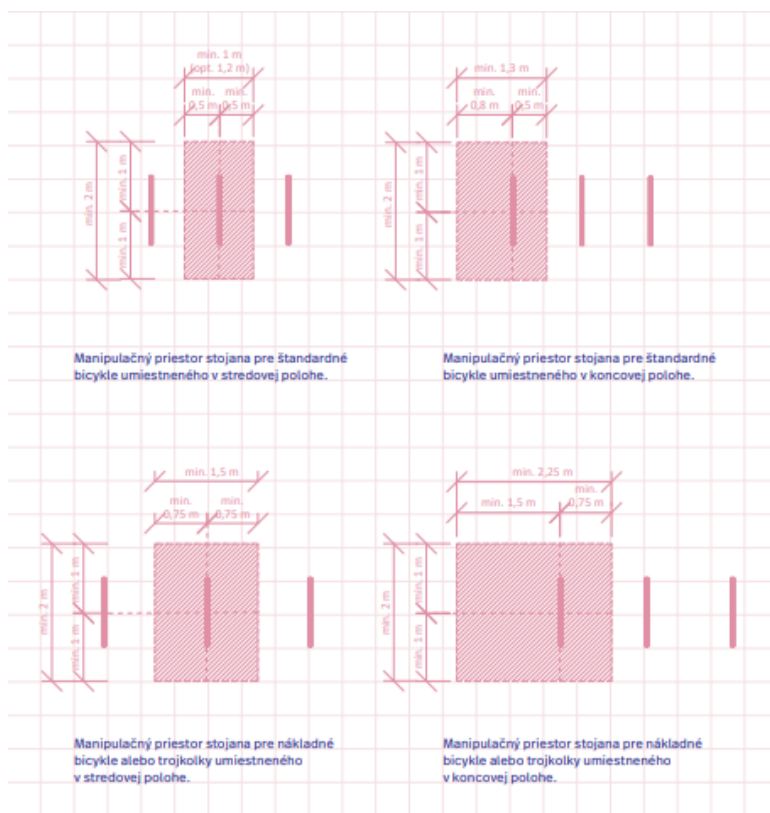 min. 1 m
(opt. 1,2 m)
min. min.
0,5 m 0,5 m
min. 2 m
min. 1 m
min. 1 m
min. 1,3 m
min. min.
0,8 m 0,5 m
min. 2 m
min. 1 m
min. 1 m
Manipulačný priestor stojana pre štandardné
bicykle umiestneného v stredovej polohe.
Manipulačný priestor stojana pre štandardné
bicykle umiestneného v koncovej polohe.
min. 1,5 m
min. min.
0,75 m 0,75 m
min. 2 m
min. 1 m
min. 1 m
min. 2,25 m
min. 1,5 m
min.
0,75 m
min. 2 m
min. 1 m
min. 1 m
Manipulačný priestor stojana pre nákladné
bicykle alebo trojkolky umiestneného
v stredovej polohe.
Manipulačný priestor stojana pre nákladné
bicykle alebo trojkolky umiestneného
v koncovej polohe.